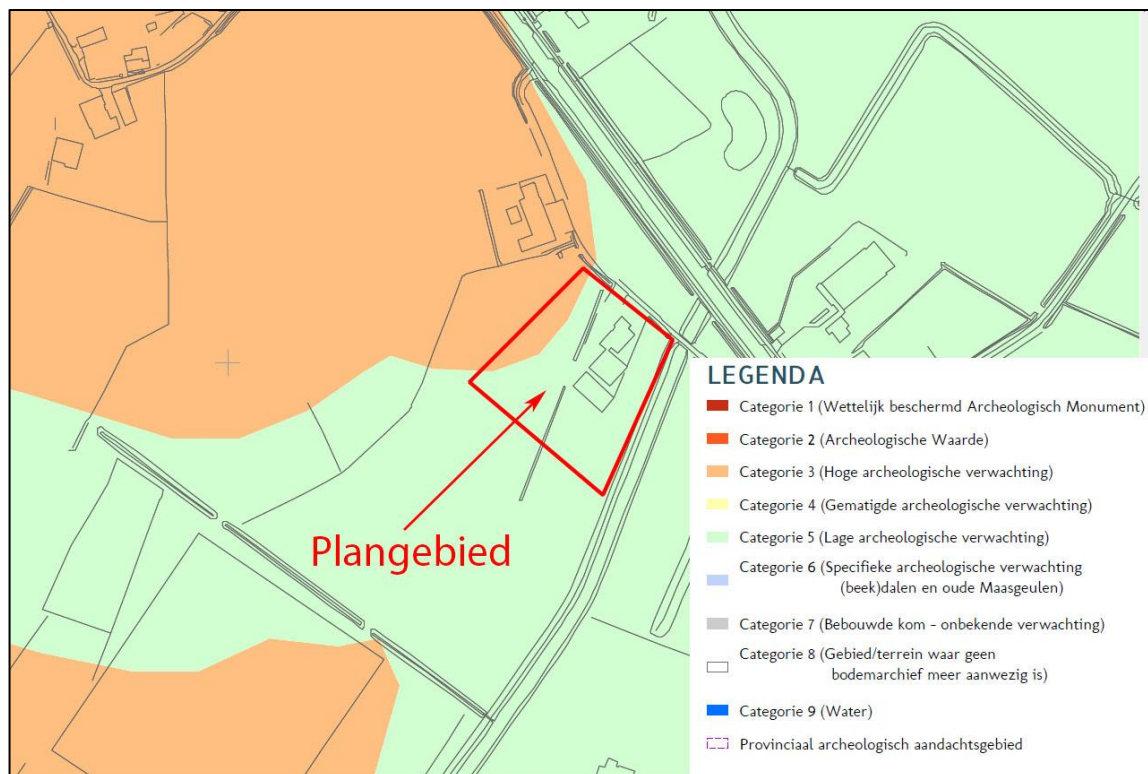 Plangebied
LEGENDA
Categorie 1 (Wettelijk beschermd Archeologisch Monument)
Categorie 2 (Archeologische Waarde)
Categorie 3 (Hoge archeologische verwachting)
Categorie 4 (Gematigde archeologische verwachting)
Categorie 5 (Lage archeologische verwachting)
Categorie 6 (Specifieke archeologische verwachting
(beek)dalen en oude Maasgeulen)
Categorie 7 (Bebouwde kom - onbekende verwachting)
Categorie 8 (Gebied/terrein waar geen
bodemarchief meer aanwezig is)
Categorie 9 (Water)
Provinciaal archeologisch aandachtsgebied